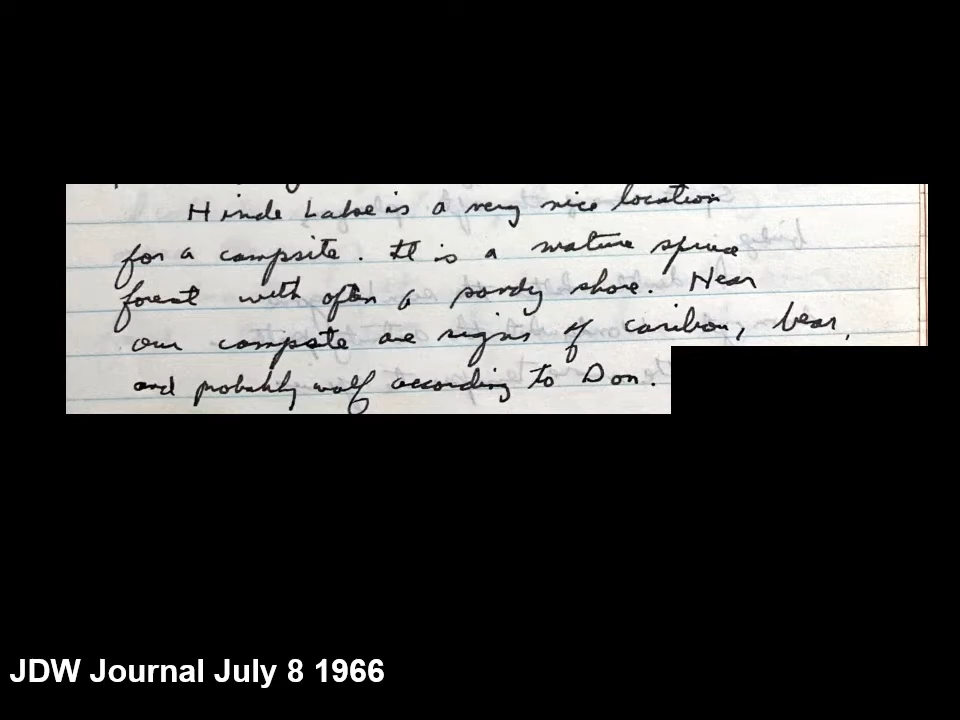 Hinde Lake is a very nice location
for a campsite. It is a mature spruce
forest with often a sandy shore. Near
our campsite are signs of caribou, bear,
and probably wolf according to Don.
JDW Journal July 8 1966